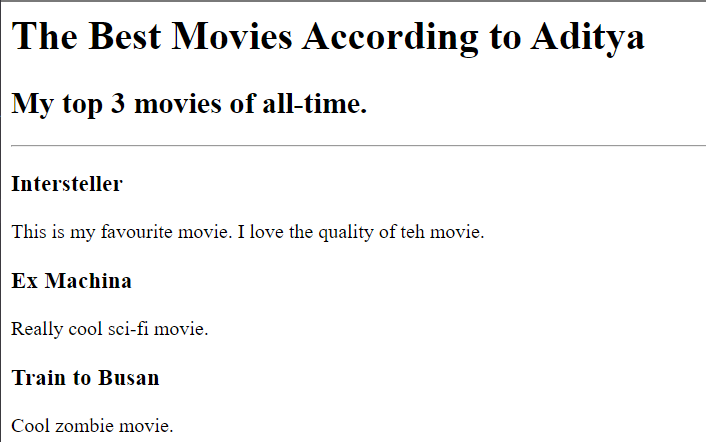 The Best Movies According to Aditya
My top 3 movies of all-time.
Intersteller
This is my favourite movie. I love the quality of teh movie.
Ex Machina
Really cool sci-fi movie.
Train to Busan
Cool zombie movie.